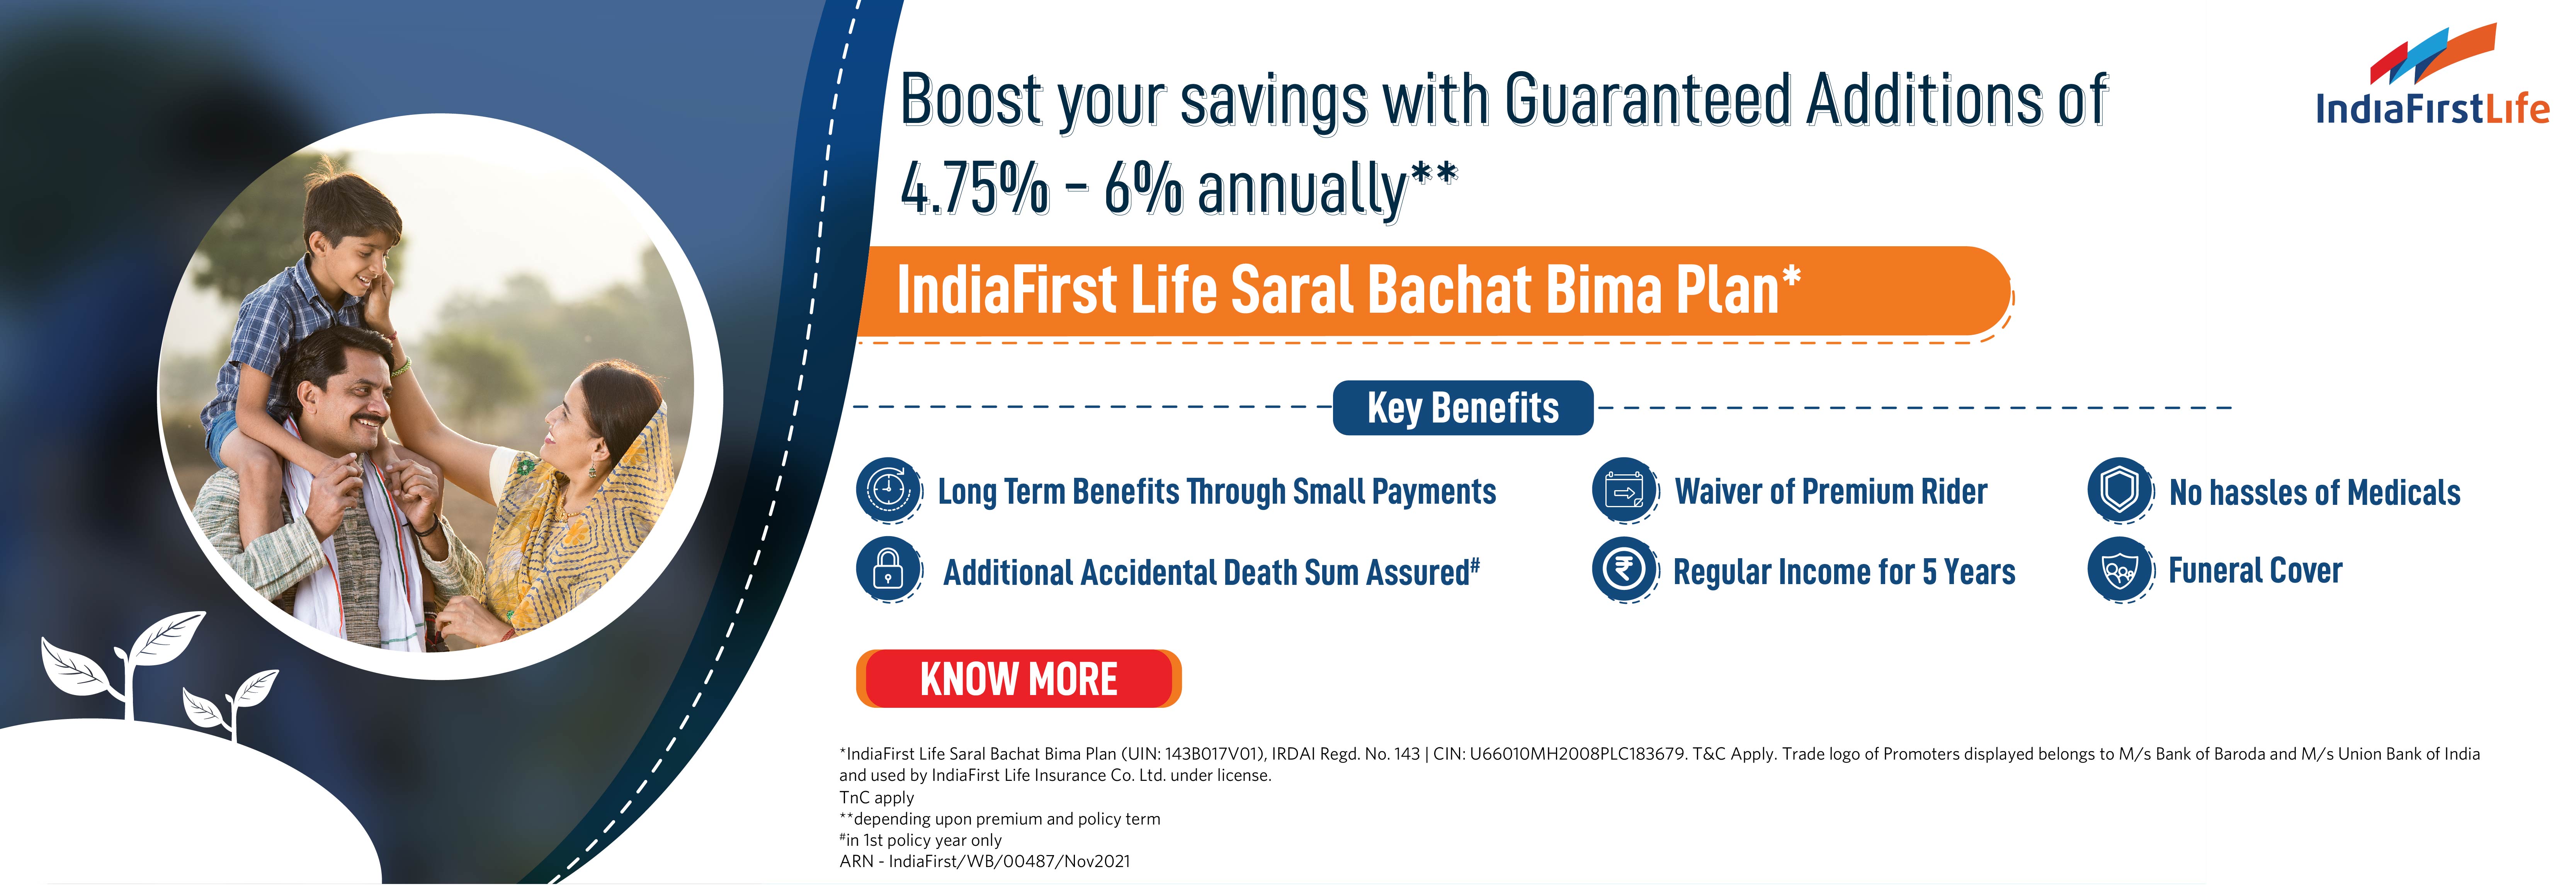 IndiaFirstLife
Boost your savings with Guaranteed Additions of
4.75% - 6% annually**
IndiaFirst Life Saral Bachat Bima Plan*
Key Benefits
Long Term Benefits Through Small Payments
Waiver of Premium Rider
No hassles of Medicals
Additional Accidental Death Sum Assured#
Regular Income for 5 Years
Funeral Cover
KNOW MORE
*IndiaFirst Life Saral Bachat Bima Plan (UIN: 143B017V01), IRDAI Regd. No. 143 | CIN: U66010MH2008PLC183679. T&C Apply. Trade logo of Promoters displayed belongs to M/s Bank of Baroda and M/s Union Bank of India
and used by IndiaFirst Life Insurance Co. Ltd. under license.
TnC apply
**depending upon premium and policy term
#in 1st policy year only
ARN - IndiaFirst/WB/00487/Nov2021